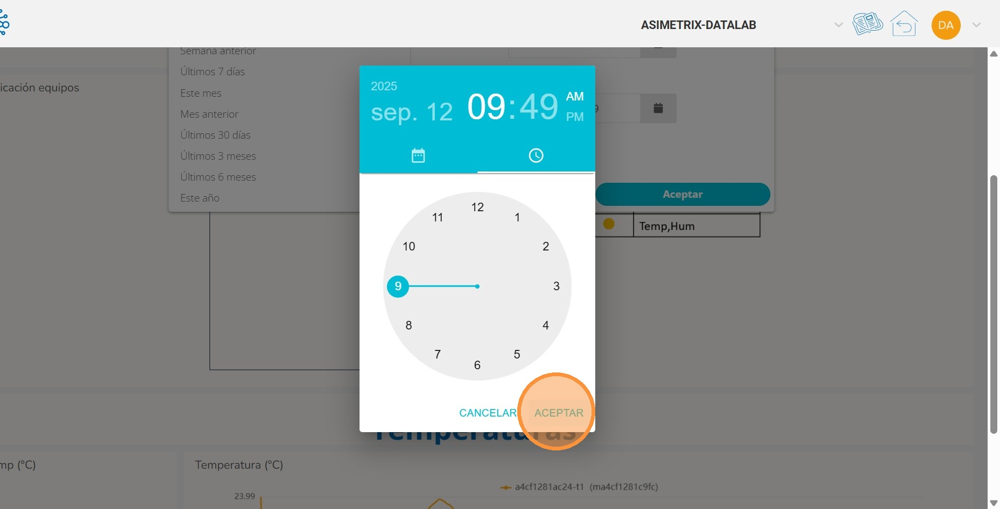 ASIMETRIX-DATALAB
DA
Semana anterior
Últimos 7 días
Este mes
Mes anterior
Últimos 30 días
Últimos 3 meses
Últimos 6 meses
Este año
icación equipos
2025
sep. 12
09:49
AM
PM
9
12
1
2
3
4
5
6
7
8
9
10
11
CANCELAR
ACEPTAR
Aceptar
Temp,Hum
Temperaturas
mp (°C)
Temperatura (°C)
a4cf1281ac24-t1 (ma4cf1281c9fc)
23.99